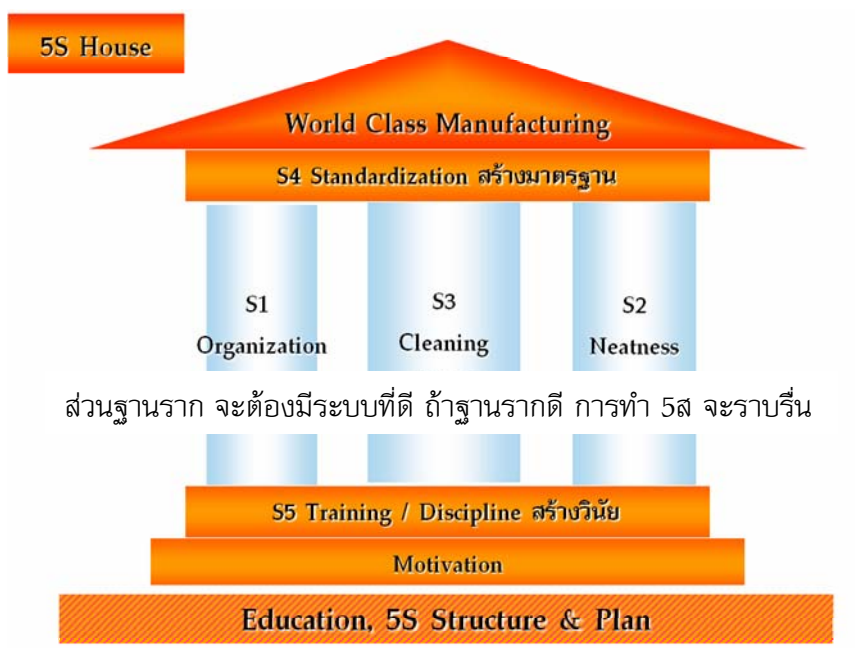 5S House
World Class Manufacturing
S4 Standardization สร้างมาตรฐาน
S1
Organization
S3
Cleaning
S2
Neatness
ส่วนฐานราก จะต้องมีระบบที่ดี ถ้าฐานรากดี การทำ 5ส จะราบรื่น
S5 Training / Discipline สร้างวินัย
Motivation
Education, 5S Structure & Plan